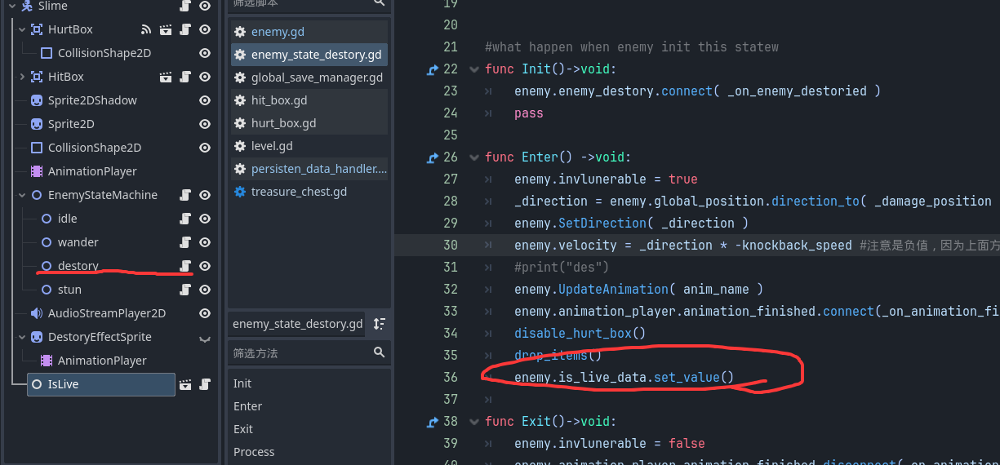 Slime
HurtBox
CollisionShape2D
HitBox
Sprite2DShadow
Sprite2D
CollisionShape2D
AnimationPlayer
EnemyStateMachine
idle
wander
destory
stun
AudioStreamPlayer2D
DestoryEffectSprite
AnimationPlayer
IsLive
筛选脚本
enemy.gd
enemy_state_destory.gd
global_save_manager.gd
hit_box.gd
hurt_box.gd
level.gd
persisten_data_handler....
treasure_chest.gd
enemy_state_destory.gd
筛选方法
Init
Enter
Exit
Process
19
20
21 #what happen when enemy init this statew
22 func Init()->void:
23 enemy.enemy_destory.connect( _on_enemy_destoried )
24 pass
25
26 func Enter() ->void:
27 enemy.invlunerable = true
28 _direction = enemy.global_position.direction_to( _damage_position
29 enemy.SetDirection( _direction )
30 enemy.velocity = _direction * -knockback_speed #注意是负值，因为上面方
31 #print("des")
32 enemy.UpdateAnimation( anim_name )
33 enemy.animation_player.animation_finished.connect(_on_animation_fi
34 disable_hurt_box()
35 drop_items()
36 enemy.is_live_data.set_value()
37
38 func Exit()->void:
39 enemy.invlunerable = false
40 enemy.animation_player.animation_finished.disconnect(_on_animation